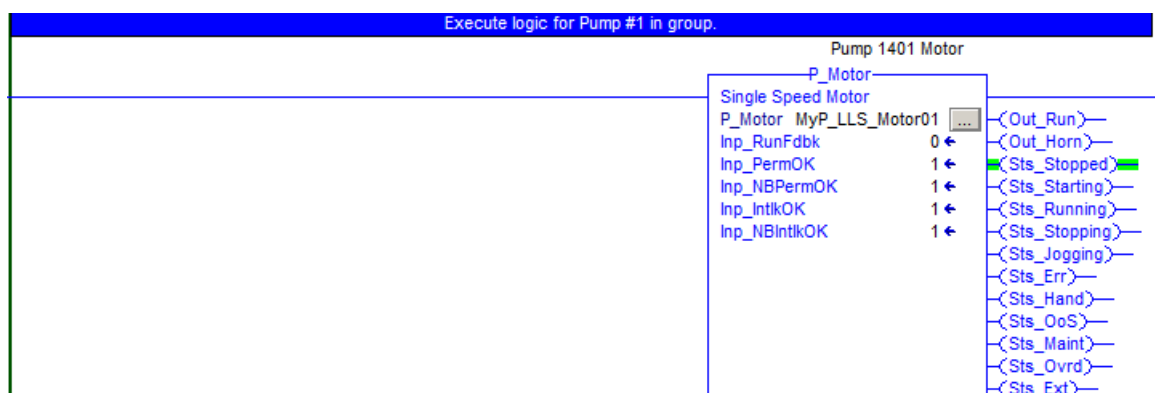 Execute logic for Pump #1 in group.
Pump 1401 Motor
P_Motor
Single Speed Motor
P_Motor MyP_LLS_Motor01 ... Out_Run
Inp_RunFdbk 0 Out_Horn
Inp_PermOK 1 Sts_Stopped
Inp_NBPermOK 1 Sts_Starting
Inp_IntlkOK 1 Sts_Running
Inp_NBIntlkOK 1 Sts_Stopping
Sts_Jogging
Sts_Err
Sts_Hand
Sts_OoS
Sts_Maint
Sts_Ovrd
Sts_Ext